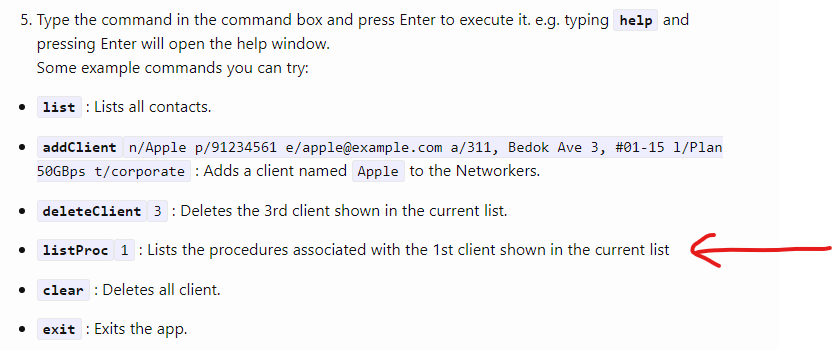 5. Type the command in the command box and press Enter to execute it. e.g. typing help and
pressing Enter will open the help window.
Some example commands you can try:
• list : Lists all contacts.
• addClient n/Apple p/91234561 e/apple@example.com a/311, Bedok Ave 3, #01-15 l/Plan
50GBps t/corporate : Adds a client named Apple to the Networkers.
• deleteClient 3 : Deletes the 3rd client shown in the current list.
• listProc 1 : Lists the procedures associated with the 1st client shown in the current list
• clear : Deletes all client.
• exit : Exits the app.